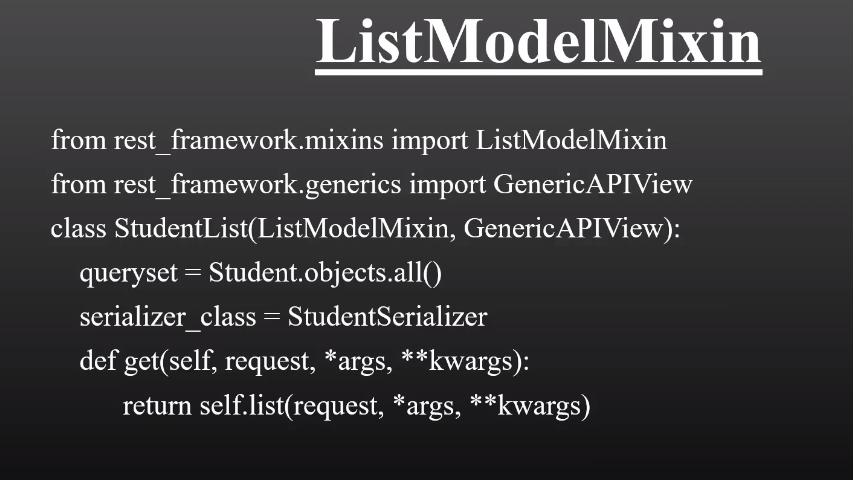 ListModelMixin
from rest_framework.mixins import ListModelMixin
from rest_framework.generics import GenericAPIView
class StudentList(ListModelMixin, GenericAPIView):
    queryset = Student.objects.all()
    serializer_class = StudentSerializer
    def get(self, request, *args, **kwargs):
        return self.list(request, *args, **kwargs)